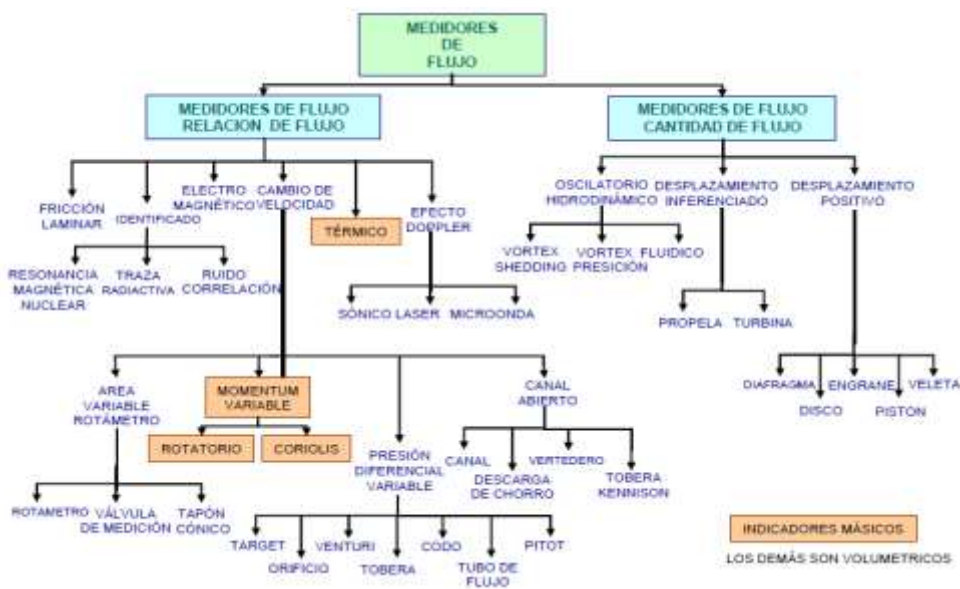 MEDIDORES
DE
FLUJO
MEDIDORES DE FLUJO
RELACION DE FLUJO
MEDIDORES DE FLUJO
CANTIDAD DE FLUJO
FRICCIÓN
LAMINAR
IDENTIFICADO
ELECTRO
MAGNÉTICO
CAMBIO DE
VELOCIDAD
TÉRMICO
EFECTO
DOPPLER
OSCILATORIO
HIDRODINÁMICO
DESPLAZAMIENTO
INFERENCIADO
DESPLAZAMIENTO
POSITIVO
RESONANCIA
MAGNÉTICA
NUCLEAR
TRAZA
RADIACTIVA
RUIDO
CORRELACIÓN
SÓNICO LASER MICROONDA
VORTEX
SHEDDING
VORTEX
PRESICIÓN
FLUIDICO
PROPELA TURBINA
DIAFRAGMA ENGRANE VELETA
DISCO PISTON
AREA
VARIABLE
ROTÁMETRO
MOMENTUM
VARIABLE
ROTATORIO
CORIOLIS
PRESIÓN
DIFERENCIAL
VARIABLE
CANAL
ABIERTO
CANAL
DESCARGA
DE CHORRO
VERTEDERO
TOBERA
KENNISON
ROTAMETRO
VÁLVULA
DE MEDICIÓN
TAPÓN
CÓNICO
TARGET VENTURI CODO PITOT
ORIFICIO TOBERA TUBO DE
FLUJO
INDICADORES MÁSICOS
LOS DEMÁS SON VOLUMETRICOS